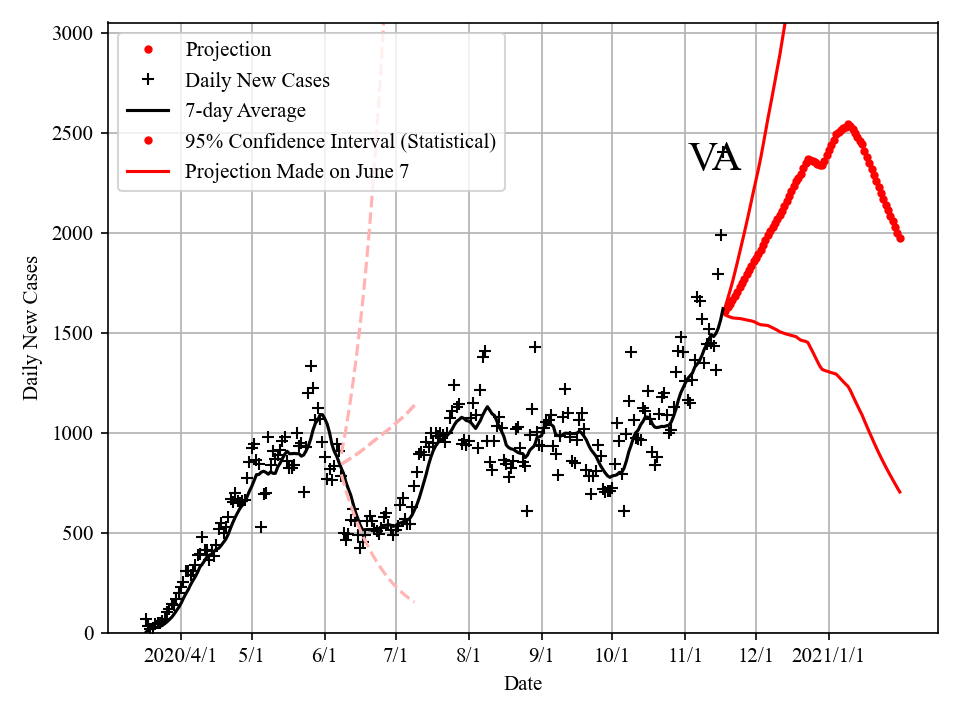 3000
2500
2000
1500
1000
500
0
Daily New Cases
Projection
Daily New Cases
7-day Average
95% Confidence Interval (Statistical)
Projection Made on June 7
VA
2020/4/1 5/1 6/1 7/1 8/1 9/1 10/1 11/1 12/1 2021/1/1
Date